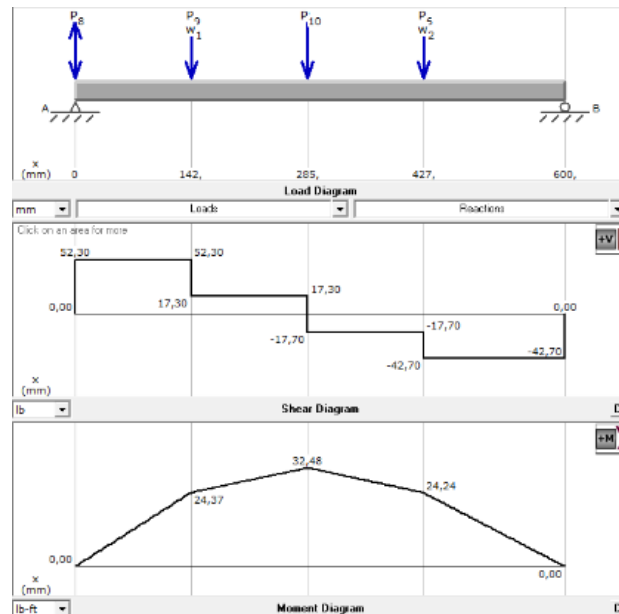 P8 P9 P10 P5
w1 w2
A B
x
(mm) 0 142, 285, 427, 600,
Load Diagram
mm Loads Reactions
Click on an area for more
+V
52,30 52,30
0,00 17,30 17,30 0,00
-17,70 -17,70
-42,70 -42,70
x
(mm)
lb Shear Diagram D
+M
32,48
24,37 24,24
0,00 0,00
x
(mm)
lb-ft Moment Diagram D